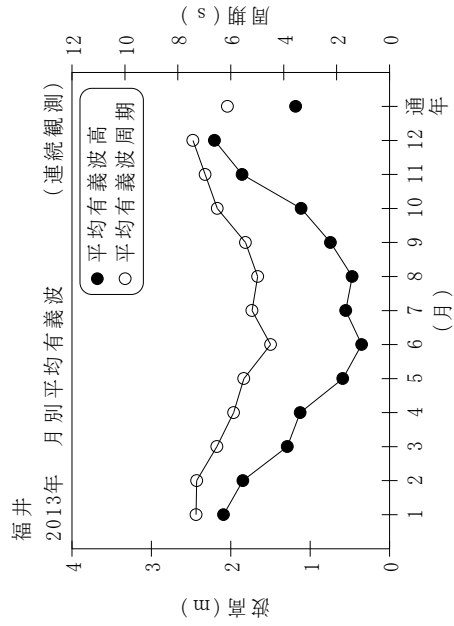 福井
2013年 月別平均有義波 (連続観測)
平均有義波高
平均有義波周期
波高(m)
4
3
2
1
0
周期(s)
12
10
8
6
4
2
0
1 2 3 4 5 6 7 8 9 10 11 12 通年
(月)